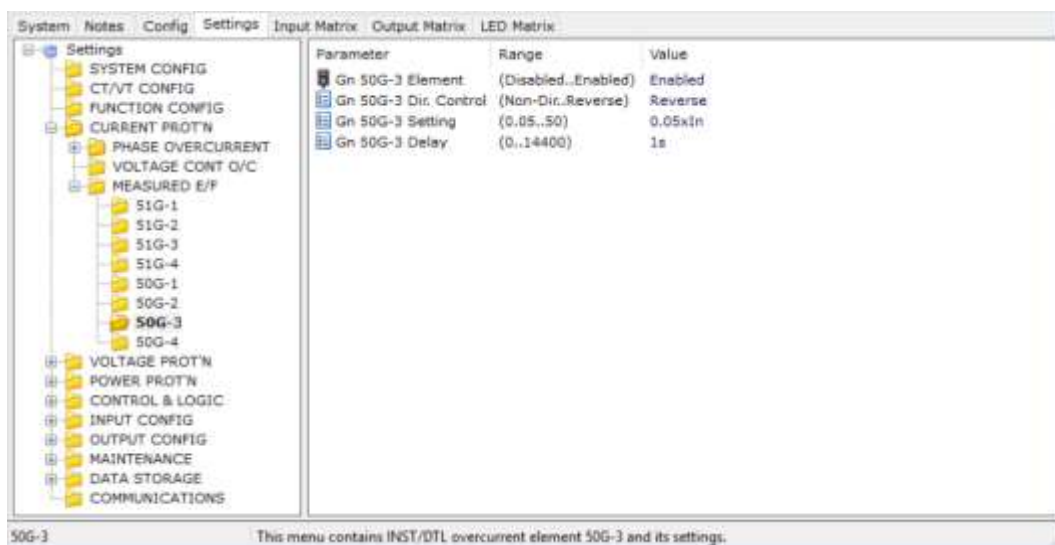 System Notes Config Settings Input Matrix Output Matrix LED Matrix
Settings
SYSTEM CONFIG
CT/VT CONFIG
FUNCTION CONFIG
CURRENT PROT'N
PHASE OVERCURRENT
VOLTAGE CONT O/C
MEASURED E/F
51G-1
51G-2
51G-3
51G-4
50G-1
50G-2
50G-3
50G-4
VOLTAGE PROT'N
POWER PROT'N
CONTROL & LOGIC
INPUT CONFIG
OUTPUT CONFIG
MAINTENANCE
DATA STORAGE
COMMUNICATIONS
Parameter Range Value
Gn 50G-3 Element (Disabled..Enabled) Enabled
Gn 50G-3 Dir. Control (Non-Dir..Reverse) Reverse
Gn 50G-3 Setting (0.05..50) 0.05xIn
Gn 50G-3 Delay (0..14400) 1s
50G-3 This menu contains INST/DTL overcurrent element 50G-3 and its settings.